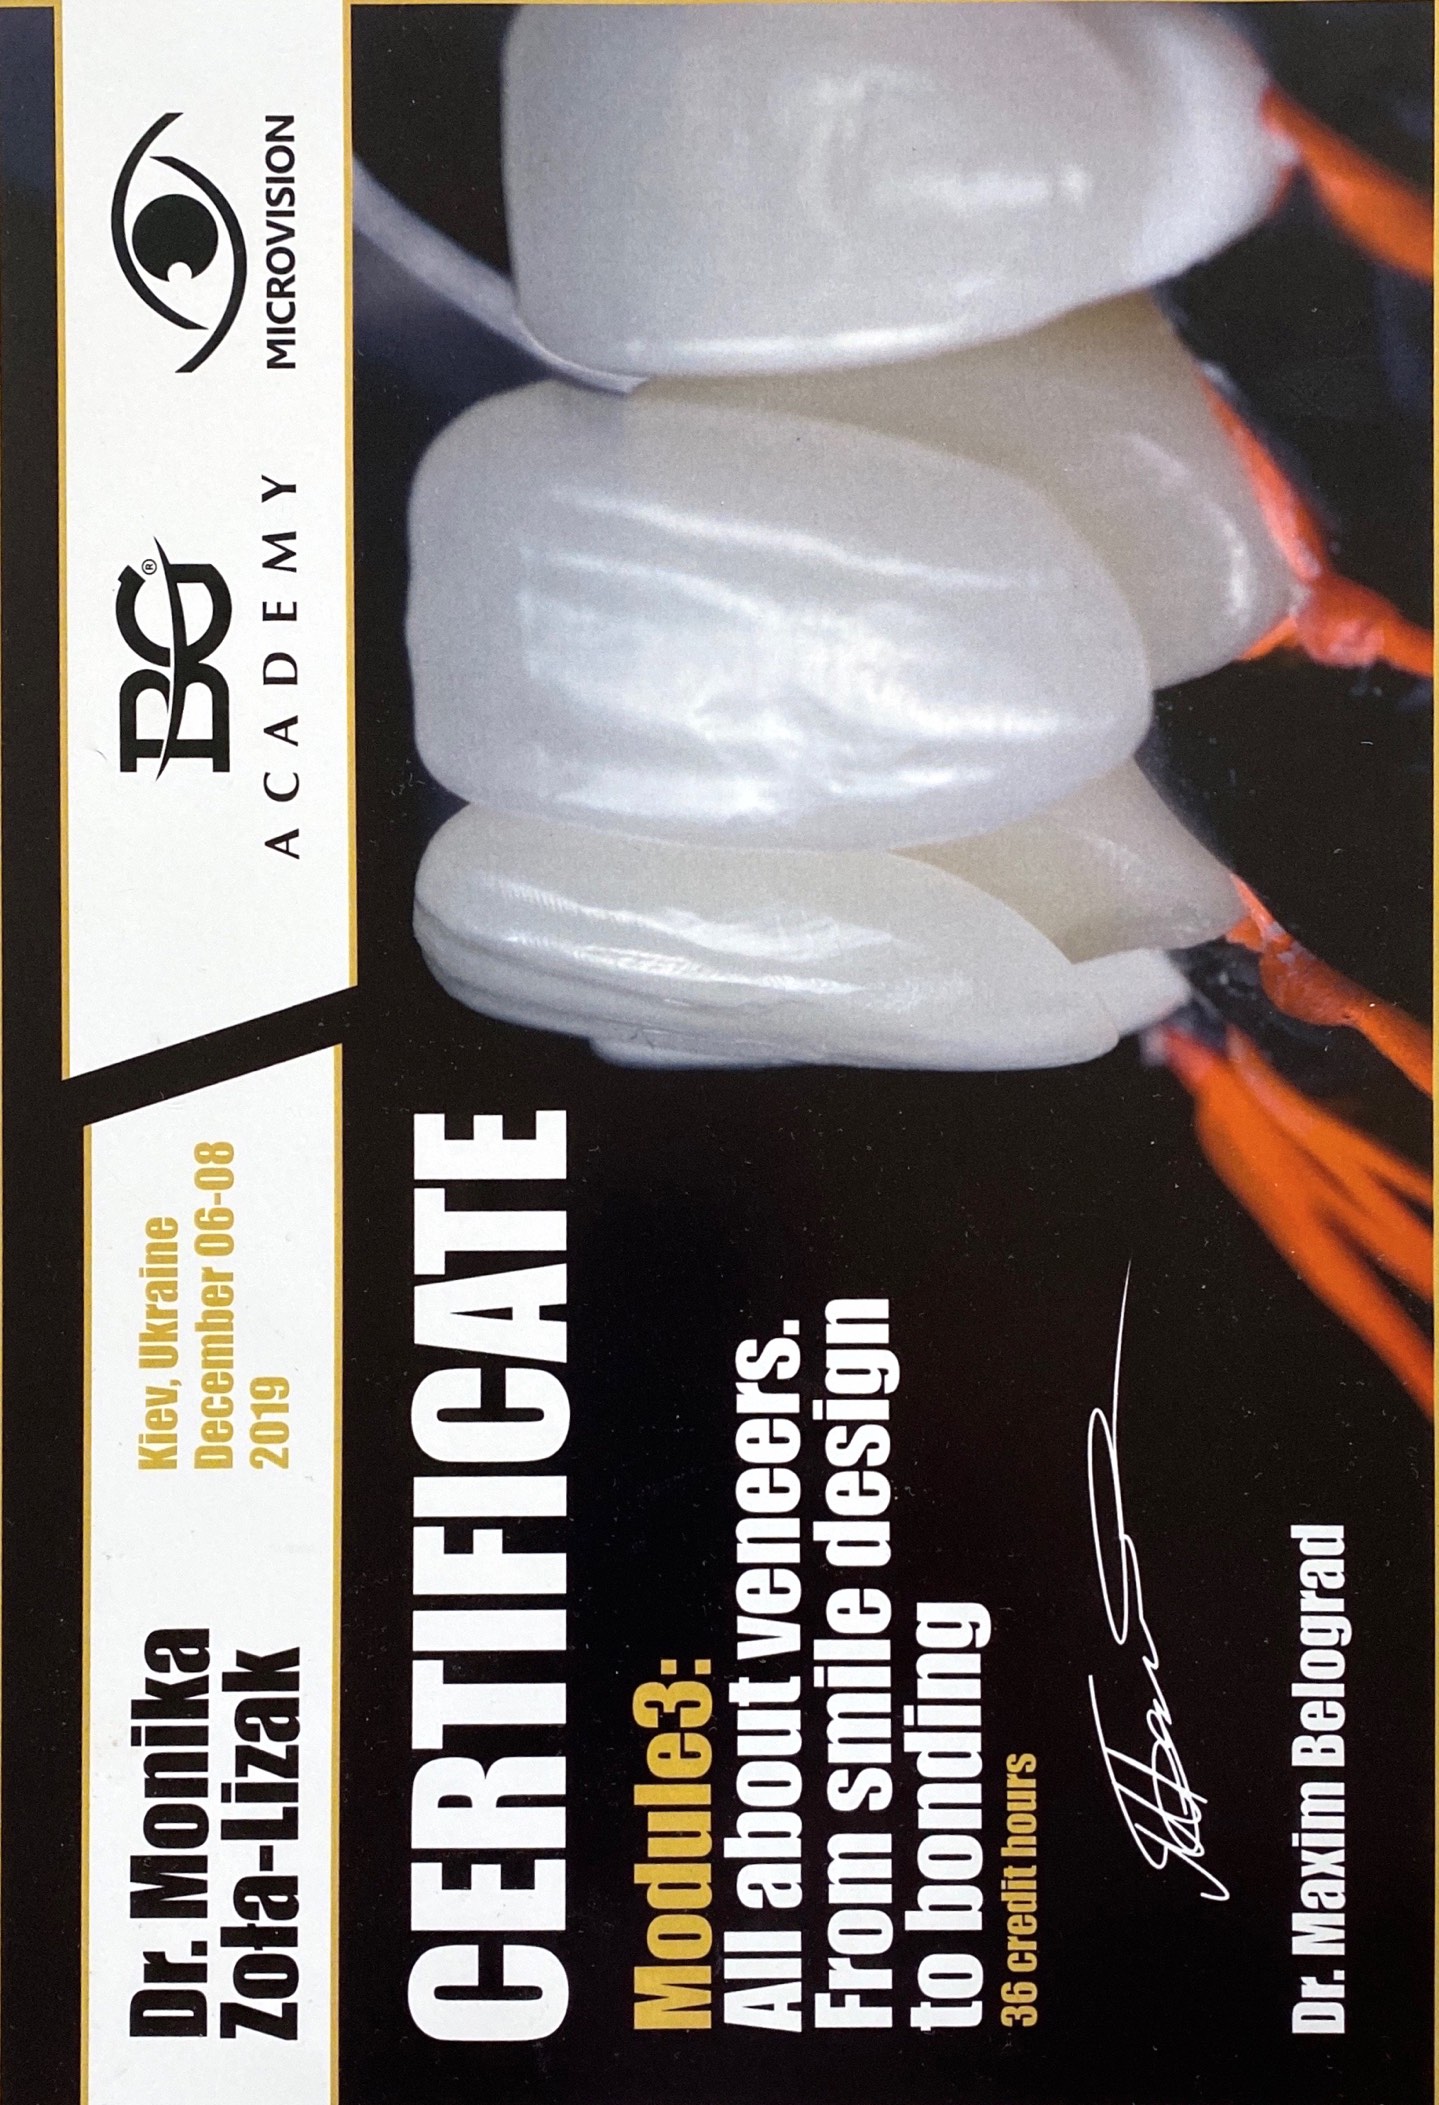 Dr. Monika
Zoła-Lizak
Kiev, Ukraine
December 06-08
2019
BG®
ACADEMY
MICROVISION
CERTIFICATE
Module3:
All about veneers.
From smile design
to bonding
36 credit hours
Dr. Maxim Belograd